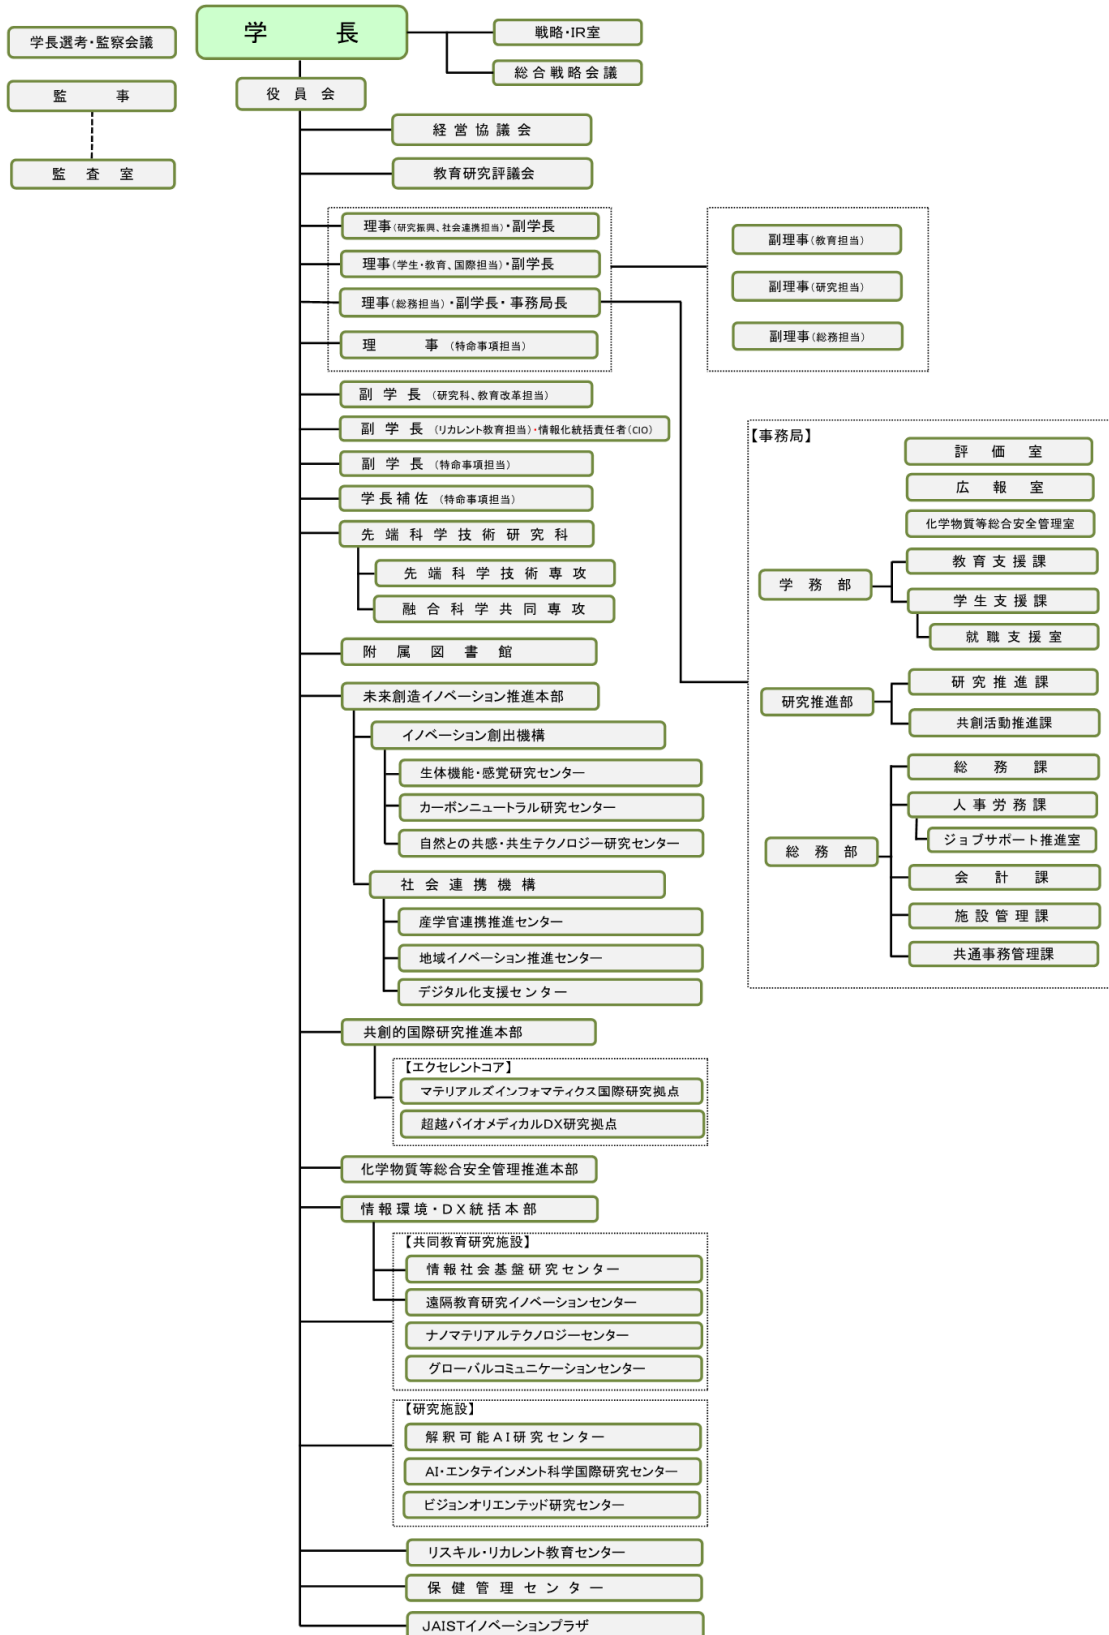 学長
戦略・IR室
総合戦略会議
学長選考・監察会議
監事
監査室
役員会
経営協議会
教育研究評議会
理事(研究振興、社会連携担当)・副学長
理事(学生・教育、国際担当)・副学長
理事(総務担当)・副学長・事務局長
理事(特命事項担当)
副理事(教育担当)
副理事(研究担当)
副理事(総務担当)
副学長(研究科、教育改革担当)
副学長(リカレント教育担当)・情報化統括責任者(CIO)
副学長(特命事項担当)
学長補佐(特命事項担当)
先端科学技術研究科
先端科学技術専攻
融合科学共同専攻
附属図書館
未来創造イノベーション推進本部
イノベーション創出機構
生体機能・感覚研究センター
カーボンニュートラル研究センター
自然との共感・共生テクノロジー研究センター
社会連携機構
産学官連携推進センター
地域イノベーション推進センター
デジタル化支援センター
共創的国際研究推進本部
【エクセレントコア】
マテリアルズインフォマティクス国際研究拠点
超越バイオメディカルDX研究拠点
化学物質等総合安全管理推進本部
情報環境・DX統括本部
【共同教育研究施設】
情報社会基盤研究センター
遠隔教育研究イノベーションセンター
ナノマテリアルテクノロジーセンター
グローバルコミュニケーションセンター
【研究施設】
解釈可能AI研究センター
AI・エンタテインメント科学国際研究センター
ビジョンオリエンテッド研究センター
リスキル・リカレント教育センター
保健管理センター
JAISTイノベーションプラザ
【事務局】
評価室
広報室
化学物質等総合安全管理室
学務部
教育支援課
学生支援課
就職支援室
研究推進部
研究推進課
共創活動推進課
総務部
総務課
人事労務課
ジョブサポート推進室
会計課
施設管理課
共通事務管理課